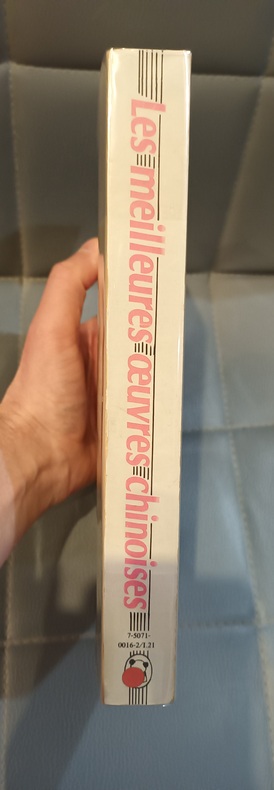 Les meilleures œuvres chinoises
7-5071-
0016-2/I.21